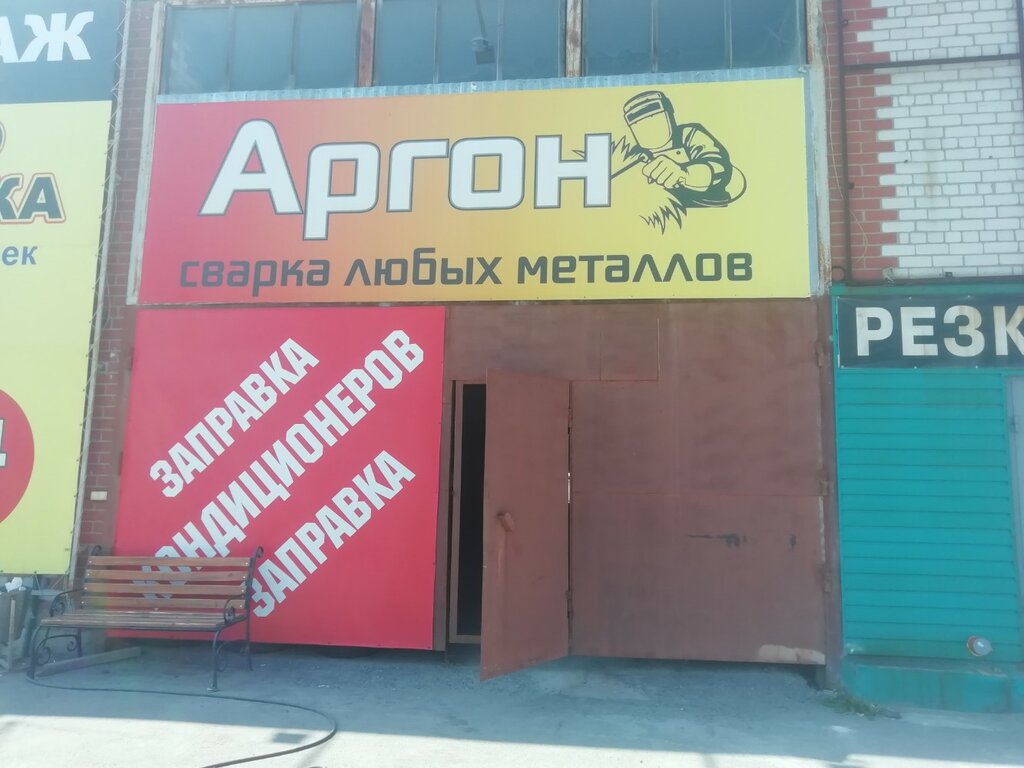 АЖ
КА
ек
Аргон
сварка любых металлов
ЗАПРАВКА
КОНДИЦИОНЕРОВ
ЗАПРАВКА
РЕЗК